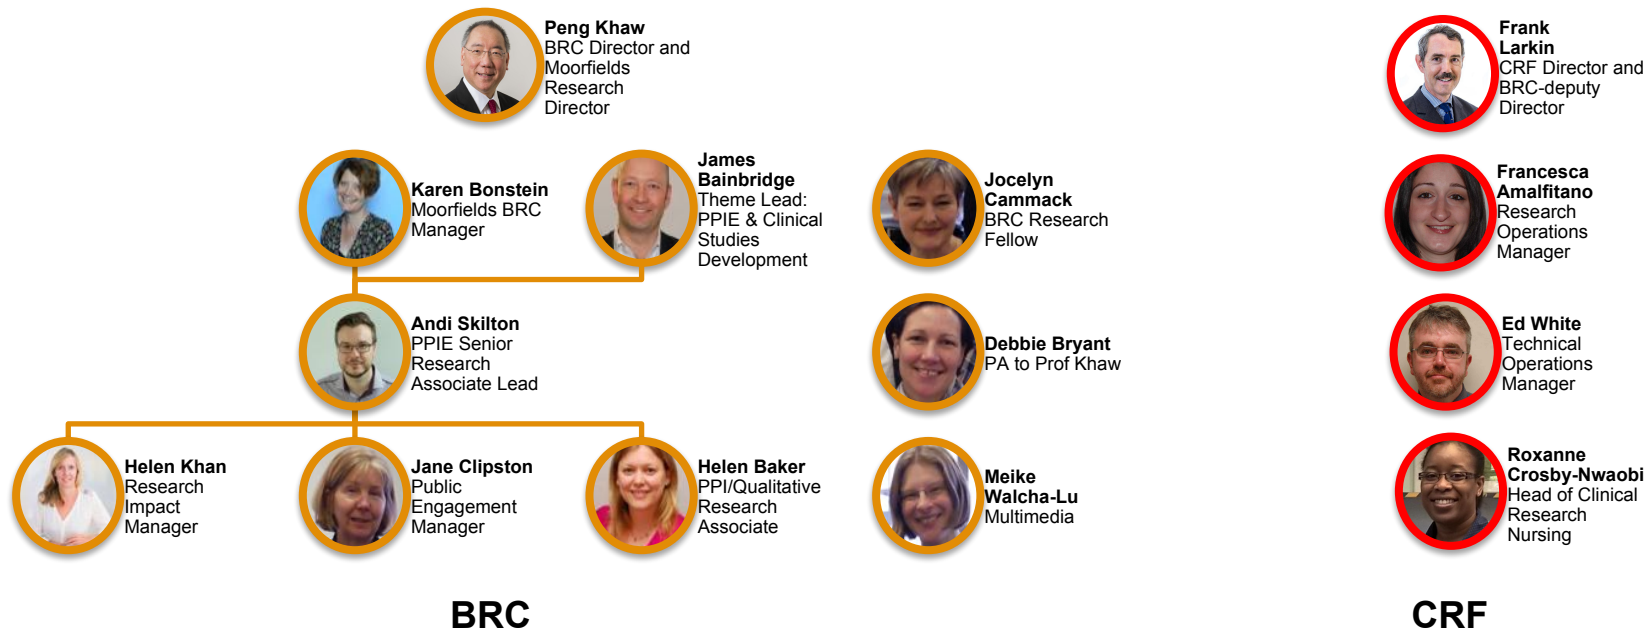 Peng Khaw
BRC Director and
Moorfields
Research
Director
Frank
Larkin
CRF Director and
BRC-deputy
Director
Karen Bonstein
Moorfields BRC
Manager
James
Bainbridge
Theme Lead:
PPIE & Clinical
Studies
Development
Jocelyn
Cammack
BRC Research
Fellow
Francesca
Amalfitano
Research
Operations
Manager
Andi Skilton
PPIE Senior
Research
Associate Lead
Debbie Bryant
PA to Prof Khaw
Ed White
Technical
Operations
Manager
Helen Khan
Research
Impact
Manager
Jane Clipston
Public
Engagement
Manager
Helen Baker
PPI/Qualitative
Research
Associate
Meike
Walcha-Lu
Multimedia
Roxanne
Crosby-Nwaobi
Head of Clinical
Research
Nursing
BRC
CRF